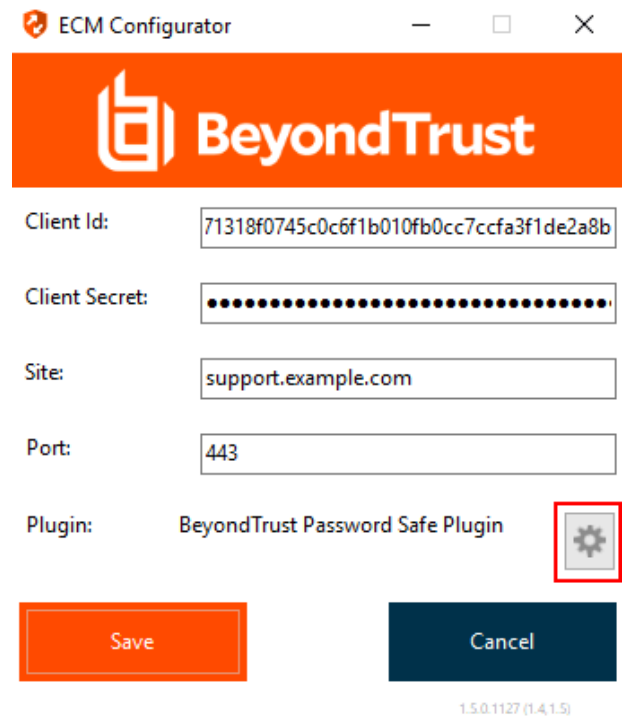 ECM Configurator
BeyondTrust
Client Id:
71318f0745c0c6f1b010fb0cc7ccfa3f1de2a8b
Client Secret:
Site:
support.example.com
Port:
443
Plugin:
BeyondTrust Password Safe Plugin
Save
Cancel
1.5.0.1127 (1.4,1.5)